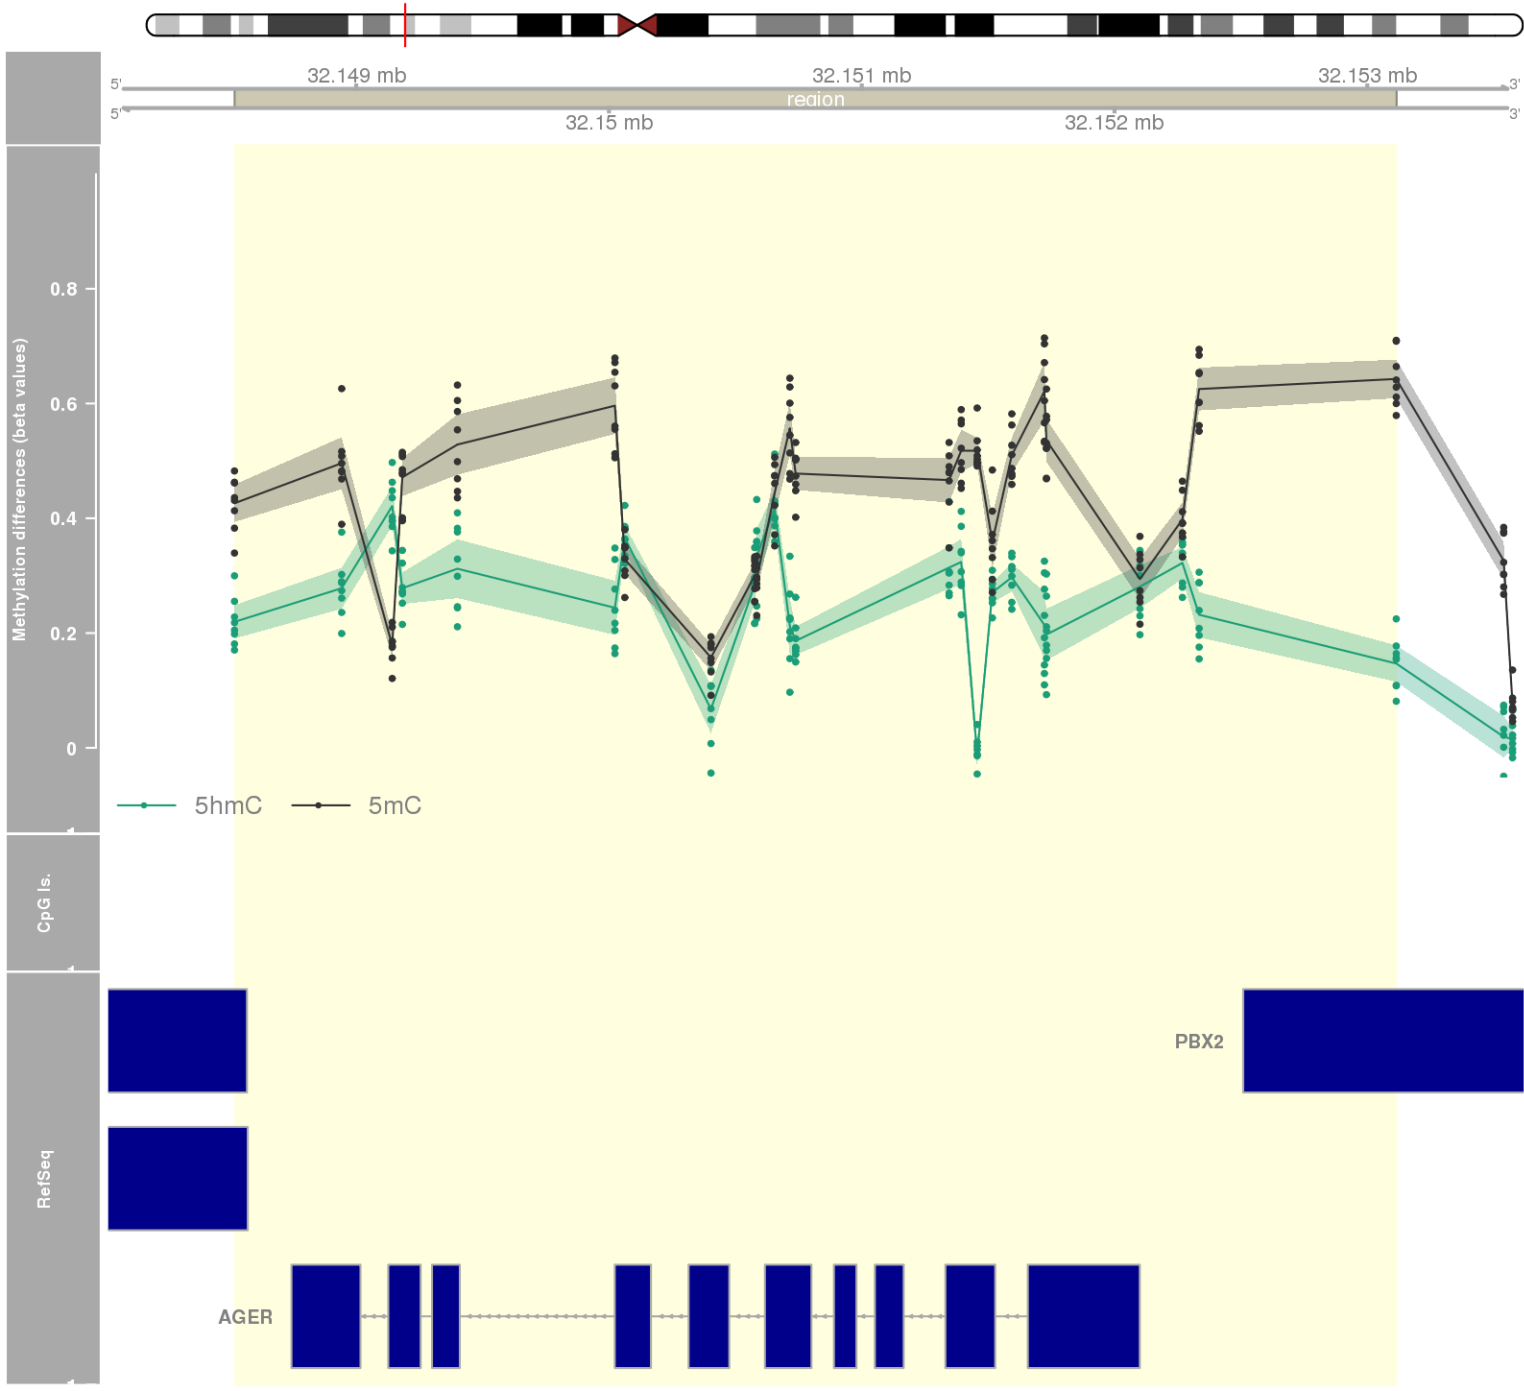 32.149 mb 32.151 mb 32.153 mb
5' 3'
region
5' 3'
32.15 mb 32.152 mb
Methylation differences (beta values)
0.8
0.6
0.4
0.2
0
5hmC 5mC
CpG Is.
RefSeq
PBX2
AGER